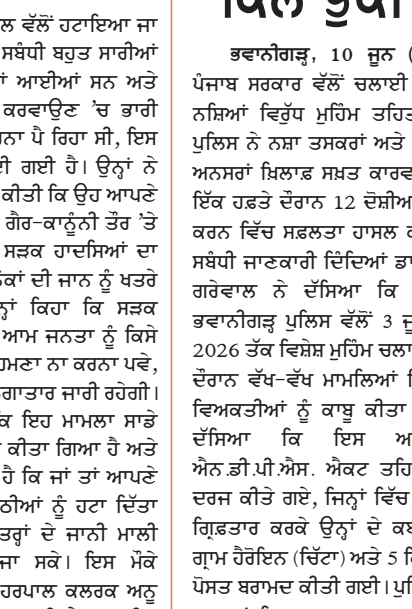 ਲ ਵੱਲੋਂ ਹਟਾਇਆ ਜਾ
ਸਬੰਧੀ ਬਹੁਤ ਸਾਰੀਆਂ
ਆਈਆਂ ਸਨ ਅਤੇ
ਕਰਵਾਉਣ ’ਚ ਭਾਰੀ
ਰਨਾ ਪੈ ਰਿਹਾ ਸੀ, ਇਸ
ਈ ਗਈ ਹੈ। ਉਨ੍ਹਾਂ ਨੇ
ਕੀਤੀ ਕਿ ਉਹ ਆਪਣੇ
ਗੈਰ-ਕਾਨੂੰਨੀ ਤੌਰ ’ਤੇ
ਸੜਕ ਹਾਦਸਿਆਂ ਦਾ
ਕਾਂ ਦੀ ਜਾਨ ਨੂੰ ਖਤਰੇ
ਕਿਹਾ ਕਿ ਸੜਕ
ਆਮ ਜਨਤਾ ਨੂੰ ਕਿਸੇ
ਹਮਣਾ ਨਾ ਕਰਨਾ ਪਵੇ,
ਗਾਤਾਰ ਜਾਰੀ ਰਹੇਗੀ।
ਇਹ ਮਾਮਲਾ ਸਾਡੇ
ਕੀਤਾ ਗਿਆ ਹੈ ਅਤੇ
ਹੈ ਕਿ ਜਾਂ ਤਾਂ ਆਪਣੇ
ਠੀਆਂ ਨੂੰ ਹਟਾ ਦਿੱਤਾ
ਤਰ੍ਹਾਂ ਦੇ ਜਾਨੀ ਮਾਲੀ
ਜਾ ਸਕੇ। ਇਸ ਮੌਕੇ
ਹਰਪਾਲ ਕਲਰਕ ਅਨੂ
ਭਵਾਨੀਗੜ੍ਹ, 10 ਜੂਨ (
ਪੰਜਾਬ ਸਰਕਾਰ ਵੱਲੋਂ ਚਲਾਈ
ਨਸ਼ਿਆਂ ਵਿਰੁੱਧ ਮੁਹਿੰਮ ਤਹਿਤ
ਪੁਲਿਸ ਨੇ ਨਸ਼ਾ ਤਸਕਰਾਂ ਅਤੇ
ਅਨਸਰਾਂ ਖ਼ਿਲਾਫ਼ ਸਖ਼ਤ ਕਾਰਵ
ਇੱਕ ਹਫ਼ਤੇ ਦੌਰਾਨ 12 ਦੋਸ਼ੀਅ
ਕਰਨ ਵਿੱਚ ਸਫ਼ਲਤਾ ਹਾਸਲ
ਸਬੰਧੀ ਜਾਣਕਾਰੀ ਦਿੰਦਿਆਂ ਡਾ
ਗਰੇਵਾਲ ਨੇ ਦੱਸਿਆ ਕਿ
ਭਵਾਨੀਗੜ੍ਹ ਪੁਲਿਸ ਵੱਲੋਂ 3 ਜੂ
2026 ਤੱਕ ਵਿਸ਼ੇਸ਼ ਮੁਹਿੰਮ ਚਲਾ
ਦੌਰਾਨ ਵੱਖ-ਵੱਖ ਮਾਮਲਿਆਂ
ਵਿਅਕਤੀਆਂ ਨੂੰ ਕਾਬੂ ਕੀਤਾ
ਦੱਸਿਆ ਕਿ ਇਸ ਅ
ਐਨ.ਡੀ.ਪੀ.ਐਸ. ਐਕਟ ਤਹਿ
ਦਰਜ ਕੀਤੇ ਗਏ, ਜਿਨ੍ਹਾਂ ਵਿੱਚ
ਗ੍ਰਿਫ਼ਤਾਰ ਕਰਕੇ ਉਨ੍ਹਾਂ ਦੇ ਕਬ
ਗ੍ਰਾਮ ਹੈਰੋਇਨ (ਚਿੱਟਾ) ਅਤੇ 5 ਕਿ
ਪੋਸਤ ਬਰਾਮਦ ਕੀਤੀ ਗਈ। ਪੁਲਿ